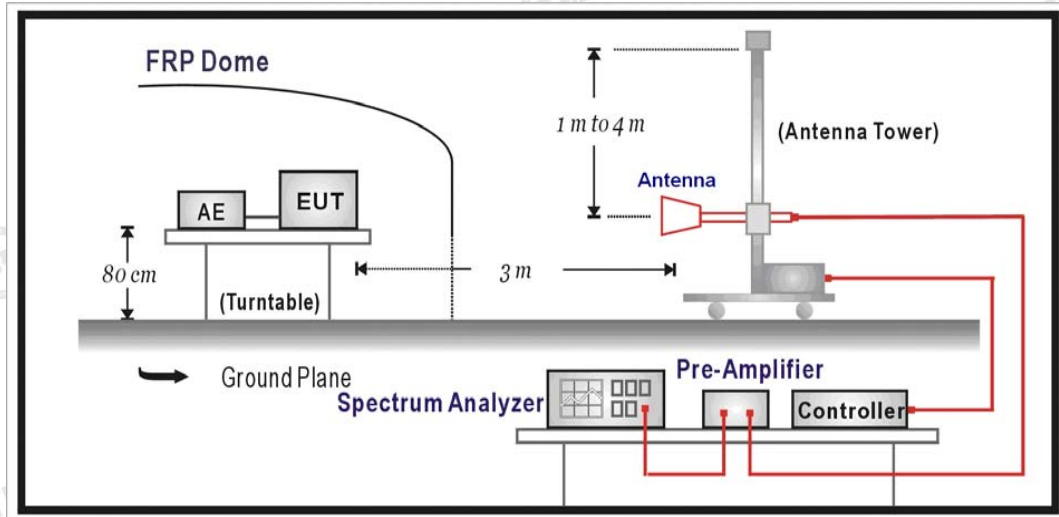 FRP Dome
1 m to 4 m
(Antenna Tower)
Antenna
AE
EUT
80 cm
3 m
(Turntable)
Ground Plane
Pre-Amplifier
Spectrum Analyzer
Controller